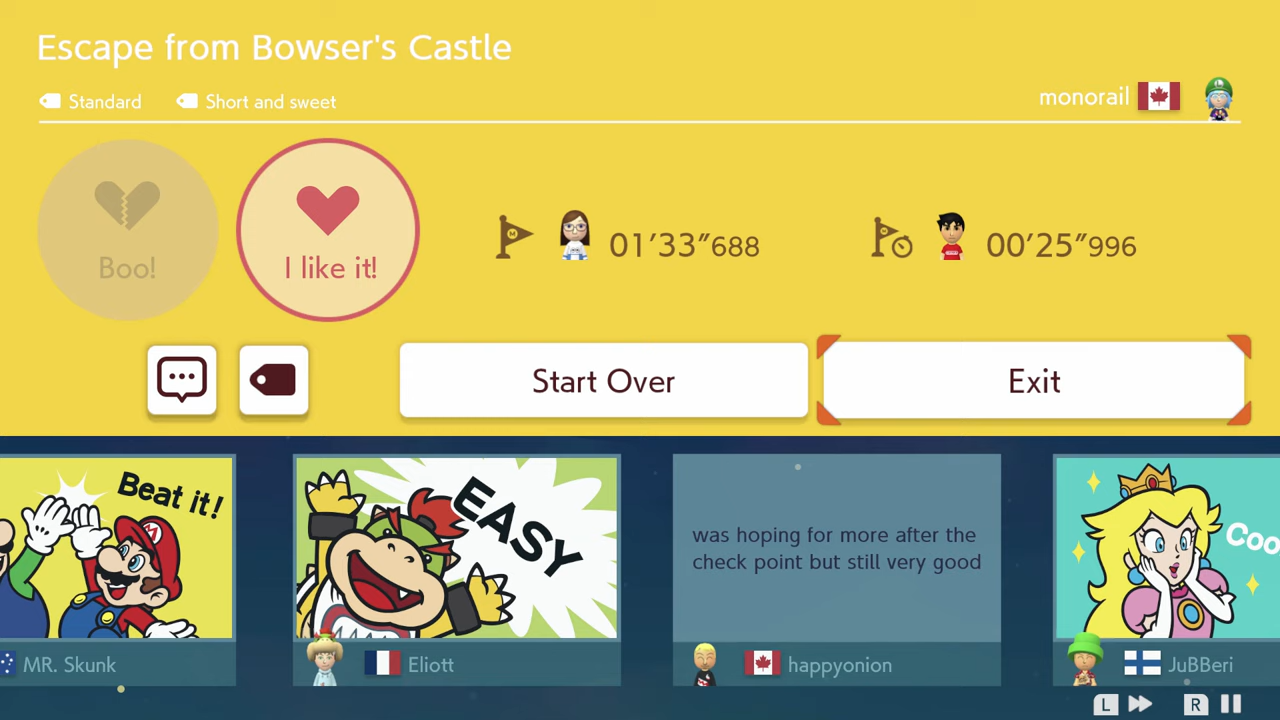 Escape from Bowser's Castle
Standard
Short and sweet
monorail
Boo!
I like it!
M
01'33"688
M
00'25"996
Start Over
Exit
Beat it!
M
EASY
was hoping for more after the
check point but still very good
Coo
MR. Skunk
Eliott
happyonion
JuBBeri
L
R